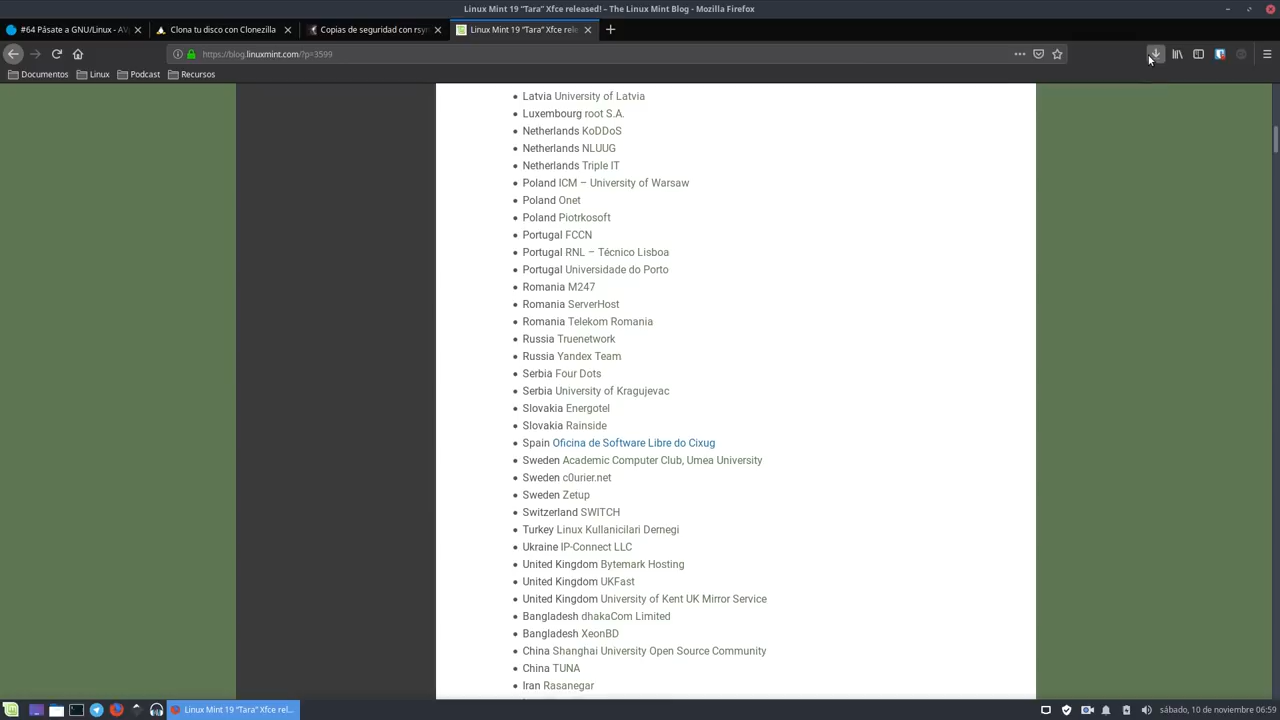 Linux Mint 19 “Tara” Xfce released! – The Linux Mint Blog - Mozilla Firefox
#64 Pásate a GNU/Linux - AV
Clona tu disco con Clonezilla
Copias de seguridad con rsyn
Linux Mint 19 “Tara” Xfce rele
https://blog.linuxmint.com/?p=3599
Documentos
Linux
Podcast
Recursos
Latvia University of Latvia
Luxembourg root S.A.
Netherlands KoDDoS
Netherlands NLUUG
Netherlands Triple IT
Poland ICM – University of Warsaw
Poland Onet
Poland Piotrkosoft
Portugal FCCN
Portugal RNL – Técnico Lisboa
Portugal Universidade do Porto
Romania M247
Romania ServerHost
Romania Telekom Romania
Russia Truenetwork
Russia Yandex Team
Serbia Four Dots
Serbia University of Kragujevac
Slovakia Energotel
Slovakia Rainside
Spain Oficina de Software Libre do Cixug
Sweden Academic Computer Club, Umea University
Sweden c0urier.net
Sweden Zetup
Switzerland SWITCH
Turkey Linux Kullanicilari Dernegi
Ukraine IP-Connect LLC
United Kingdom Bytemark Hosting
United Kingdom UKFast
United Kingdom University of Kent UK Mirror Service
Bangladesh dhakaCom Limited
Bangladesh XeonBD
China Shanghai University Open Source Community
China TUNA
Iran Rasanegar
Linux Mint 19 “Tara” Xfce rel...
sábado, 10 de noviembre 06:59